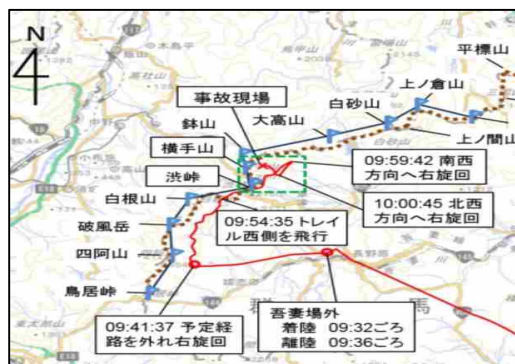 N
平標山
上ノ倉山
白砂山
大高山
上ノ間山
事故現場
鉢山
横手山
渋峠
白根山
破風岳
四阿山
鳥居峠
09:59:42 南西
方向へ右旋回
10:00:45 北西
方向へ右旋回
09:54:35 トレイ
ル西側を飛行
09:41:37 予定経
路を外れ右旋回
吾妻場外
着陸 09:32ごろ
離陸 09:36ごろ
群
馬